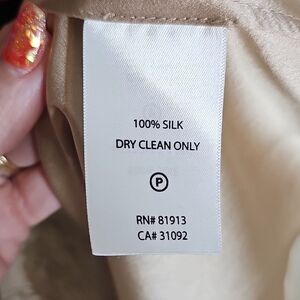 100% SILK
DRY CLEAN ONLY
P
RN# 81913
CA# 31092